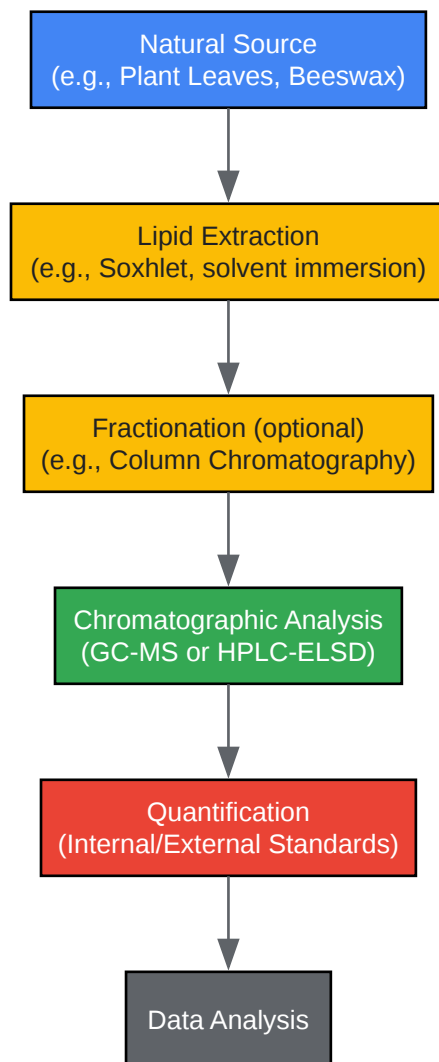 Natural Source
(e.g., Plant Leaves, Beeswax)
Lipid Extraction
(e.g., Soxhlet, solvent immersion)
Fractionation (optional)
(e.g., Column Chromatography)
Chromatographic Analysis
(GC-MS or HPLC-ELSD)
Quantification
(Internal/External Standards)
Data Analysis